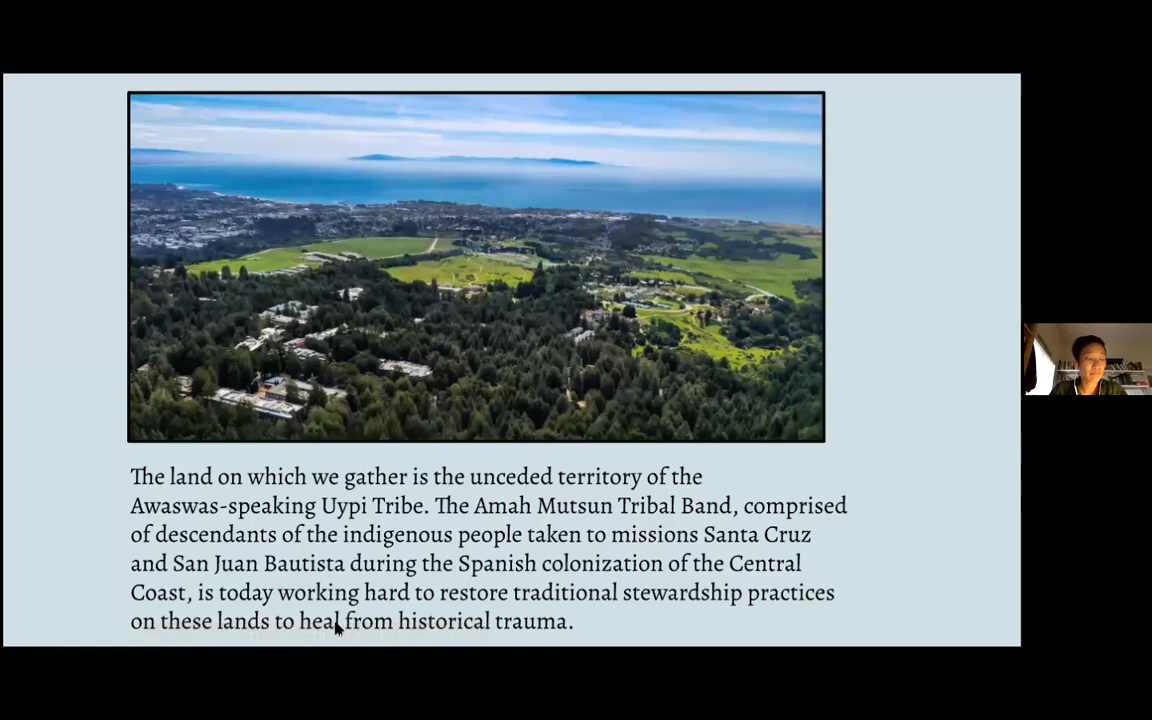 The land on which we gather is the unceded territory of the
Awaswas-speaking Uypi Tribe. The Amah Mutsun Tribal Band, comprised
of descendants of the indigenous people taken to missions Santa Cruz
and San Juan Bautista during the Spanish colonization of the Central
Coast, is today working hard to restore traditional stewardship practices
on these lands to heal from historical trauma.